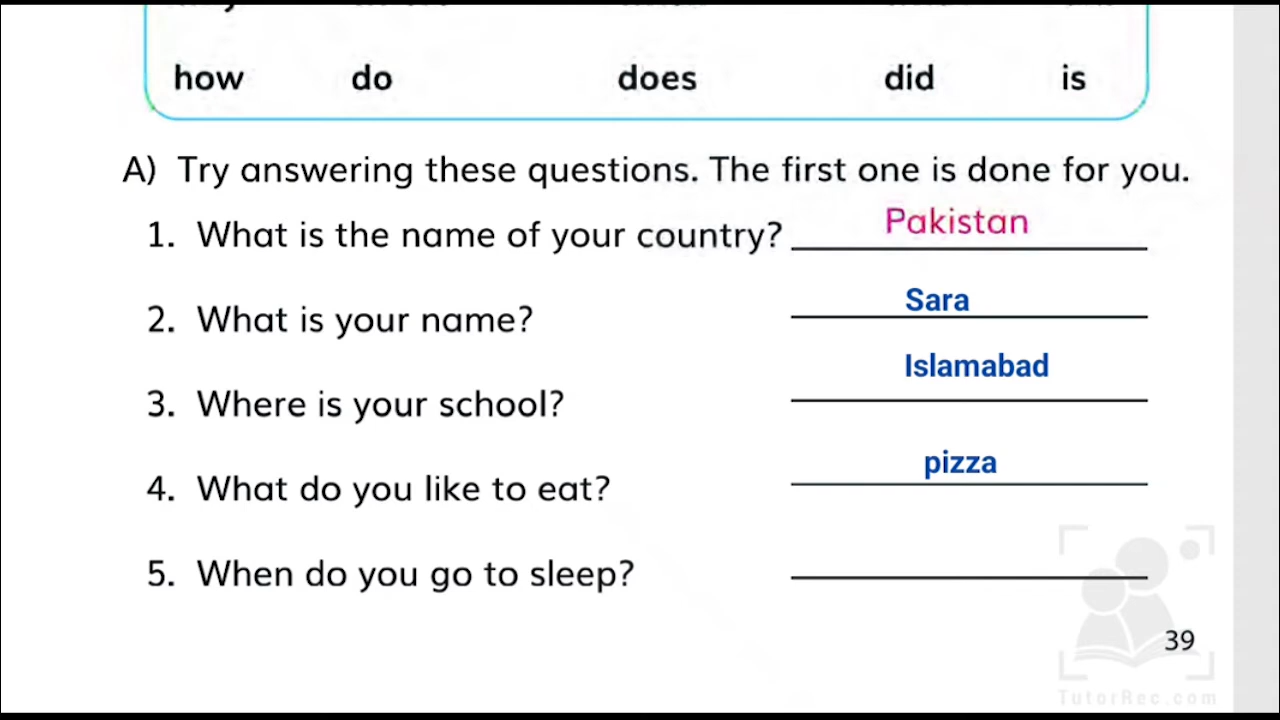 how do does did is
A) Try answering these questions. The first one is done for you.
1. What is the name of your country? Pakistan
2. What is your name? Sara
3. Where is your school? Islamabad
4. What do you like to eat? pizza
5. When do you go to sleep?
39
TutorRec.com